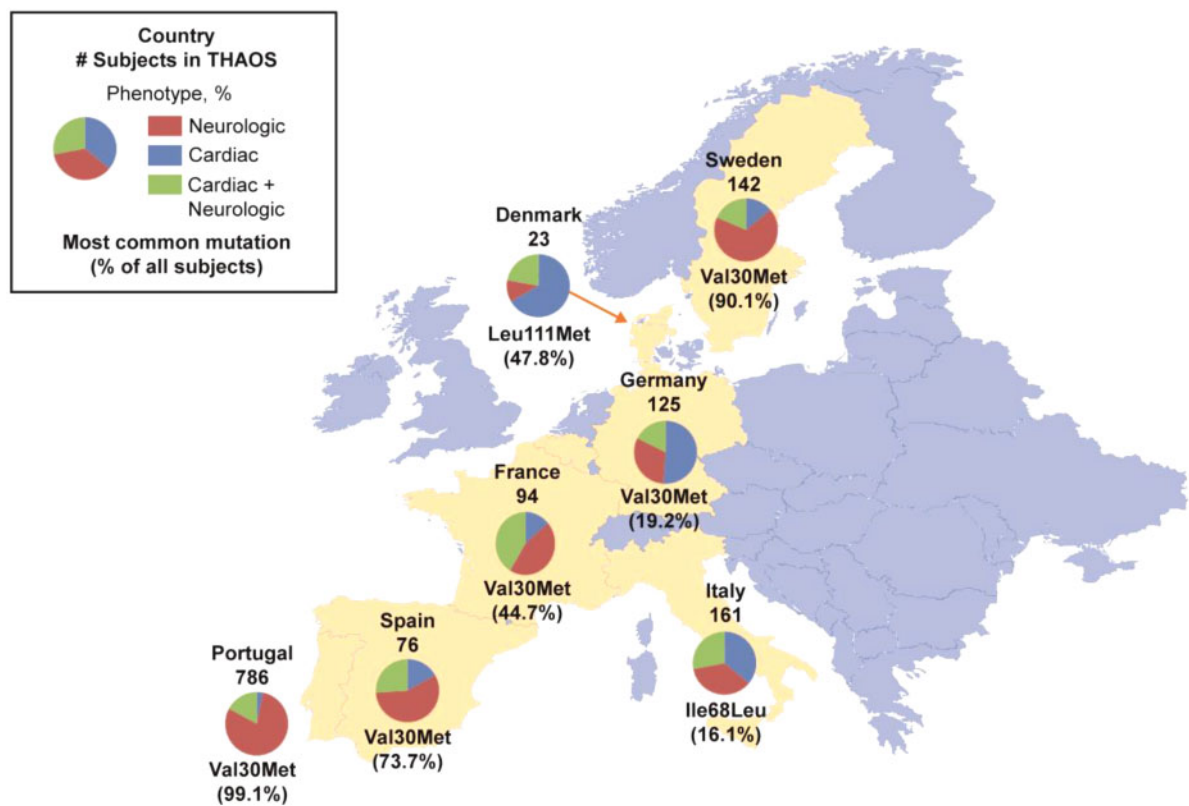 Country
# Subjects in THAOS
Phenotype, %
Neurologic
Cardiac
Cardiac +
Neurologic
Most common mutation
(% of all subjects)
Sweden
142
Val30Met
(90.1%)
Denmark
23
Leu111Met
(47.8%)
Germany
125
Val30Met
(19.2%)
France
94
Val30Met
(44.7%)
Italy
161
Ile68Leu
(16.1%)
Spain
76
Val30Met
(73.7%)
Portugal
786
Val30Met
(99.1%)